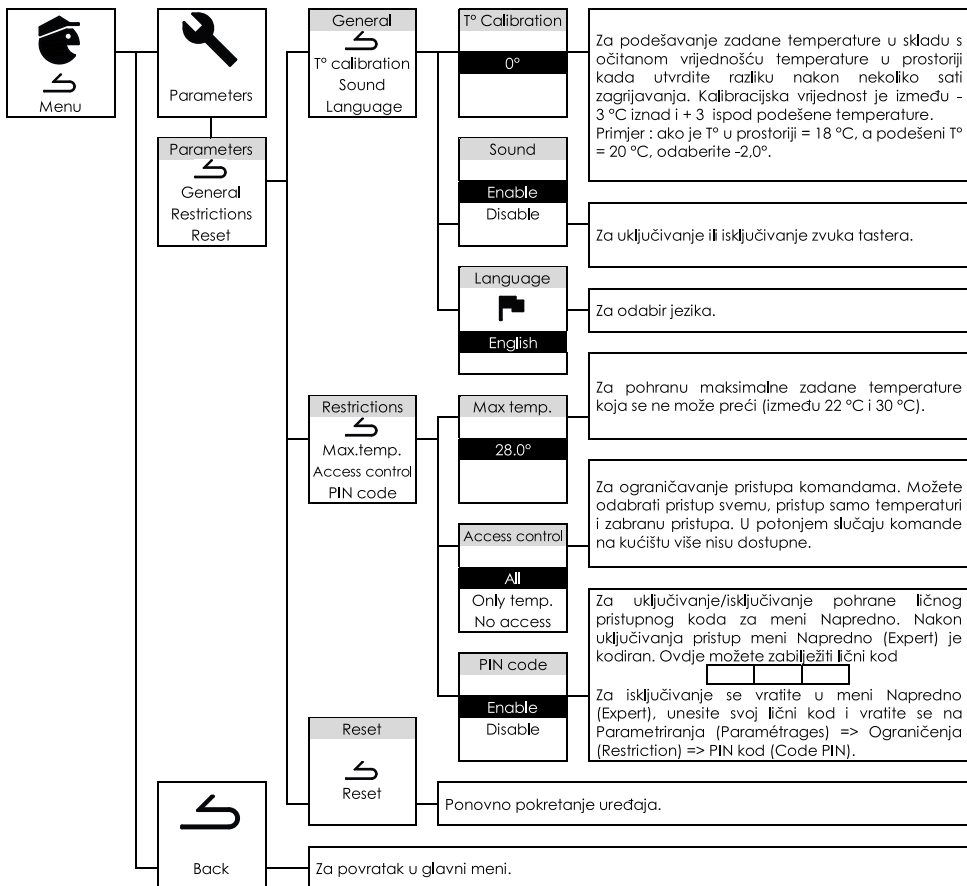 Menu
Parameters
Parameters
General
Restrictions
Reset
General
T° calibration
Sound
Language
T° Calibration
0°
Za podešavanje zadane temperature u skladu s
očitanom vrijednošću temperature u prostoriji
kada utvrdite razliku nakon nekoliko sati
zagrijavanja. Kalibracijska vrijednost je između -
3 °C iznad i + 3 ispod podešene temperature.
Primjer : ako je T° u prostoriji = 18 °C, a podešeni T°
= 20 °C, odaberite -2,0°.
Sound
Enable
Disable
Za uključivanje ili isključivanje zvuka tastera.
Language
English
Za odabir jezika.
Restrictions
Max.temp.
Access control
PIN code
Max temp.
28.0°
Za pohranu maksimalne zadane temperature
koja se ne može preći (između 22 °C i 30 °C).
Access control
All
Only temp.
No access
Za ograničavanje pristupa komandama. Možete
odabrati pristup svemu, pristup samo temperaturi
i zabranu pristupa. U potonjem slučaju komande
na kućištu više nisu dostupne.
PIN code
Enable
Disable
Za uključivanje/isključivanje pohrane ličnog
pristupnog koda za meni Napredno. Nakon
uključivanja pristup meni Napredno (Expert) je
kodiran. Ovdje možete zabilježiti lični kod
Za isključivanje se vratite u meni Napredno
(Expert), unesite svoj lični kod i vratite se na
Parametriranja (Paramétrages) => Ograničenja
(Restriction) => PIN kod (Code PIN).
Reset
Reset
Ponovno pokretanje uređaja.
Back
Za povratak u glavni meni.